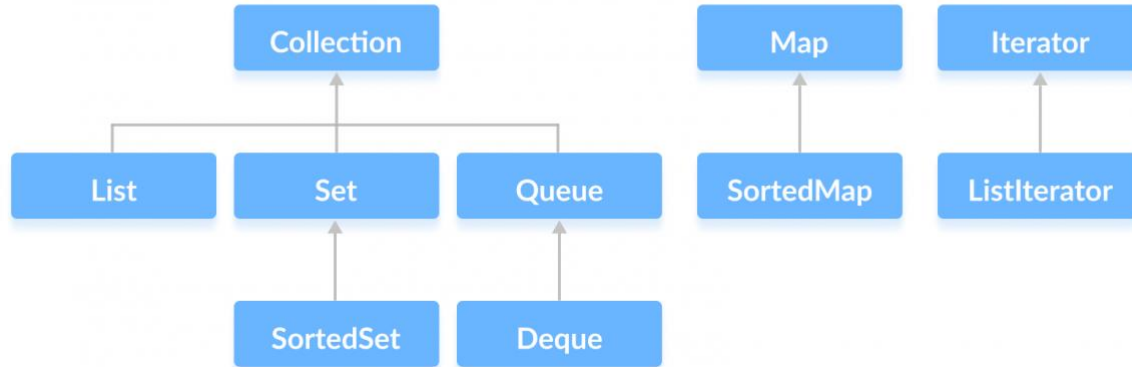 Collection
Map
Iterator
List
Set
Queue
SortedMap
ListIterator
SortedSet
Deque